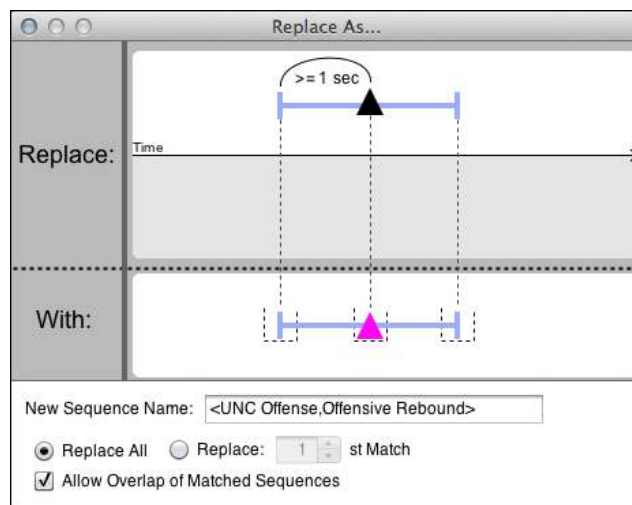 Replace As...
>=1 sec
Replace:
Time
With:
New Sequence Name: <UNC Offense,Offensive Rebound>
Replace All Replace: 1 st Match
Allow Overlap of Matched Sequences